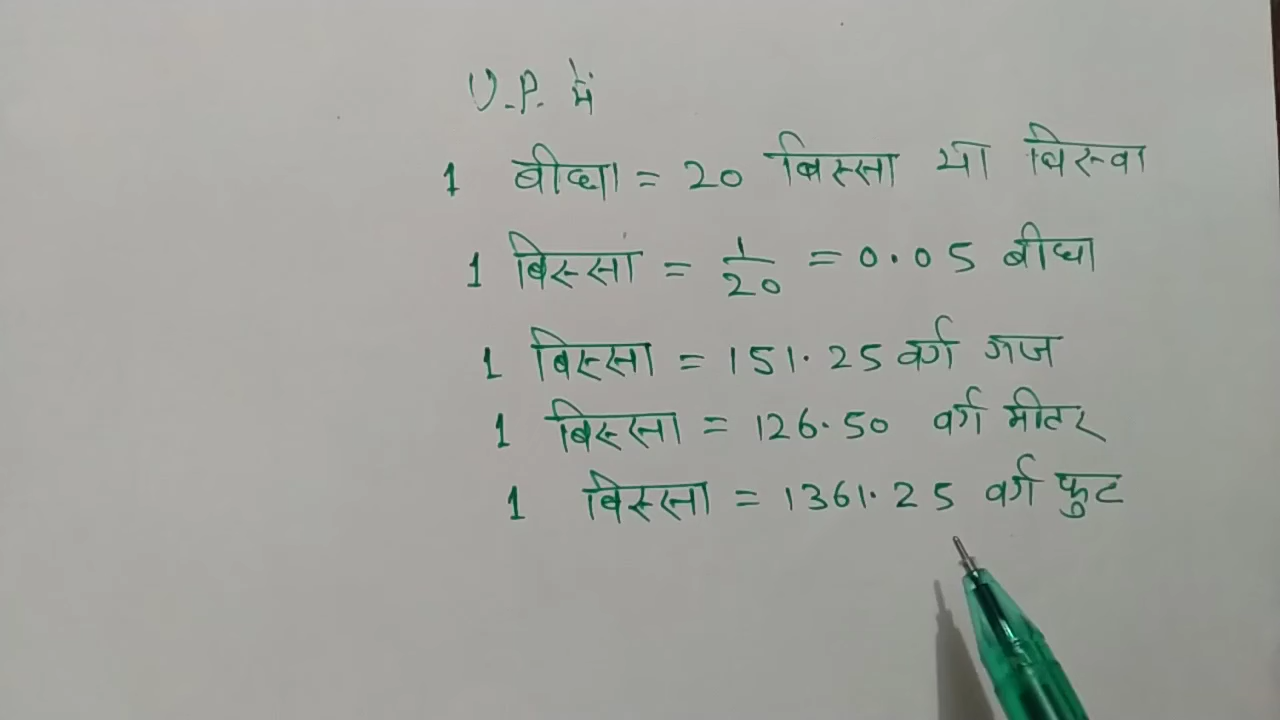 U.P. में
1 बीघा = 20 बिस्सा या बिस्वा
1 बिस्सा = 1/20 = 0.05 बीघा
1 बिस्सा = 151.25 वर्ग गज
1 बिस्सा = 126.50 वर्ग मीटर
1 बिस्सा = 1361.25 वर्ग फुट